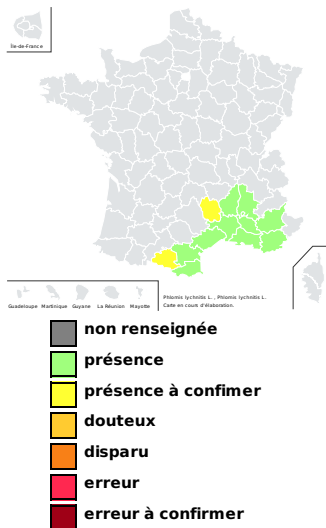 Île-de-France
Guadeloupe Martinique Guyane La Réunion Mayotte
Phlomis lychnitis L. , Phlomis lychnitis L.
Carte en cours d'élaboration.
non renseignée
présence
présence à confimer
douteux
disparu
erreur
erreur à confirmer